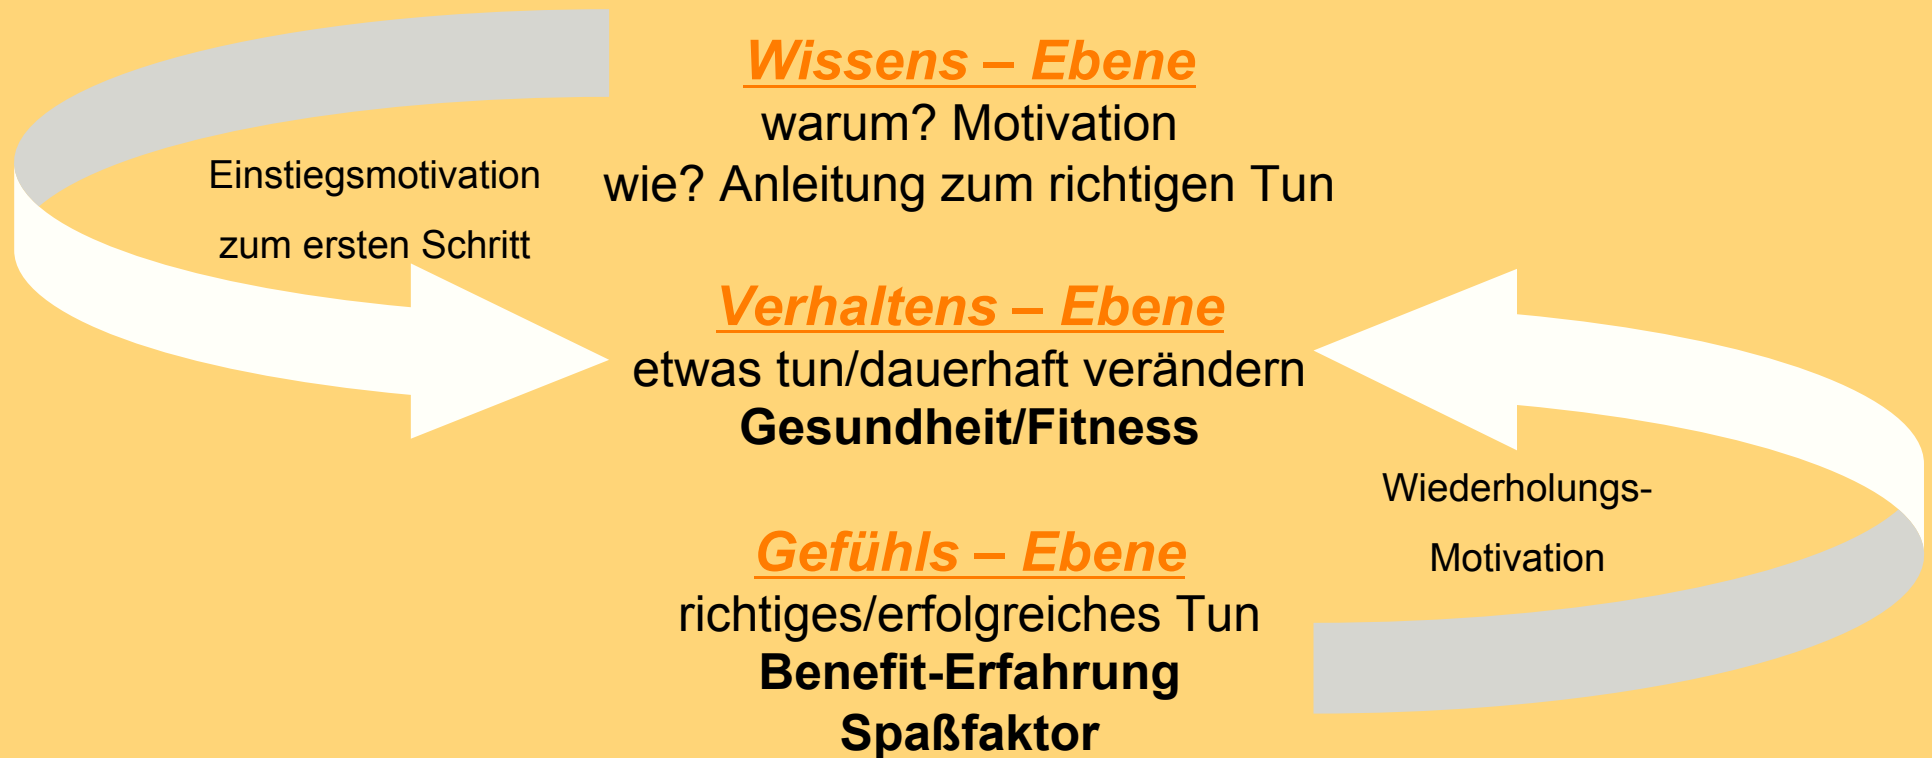 Wissens – Ebene
warum? Motivation
wie? Anleitung zum richtigen Tun
Einstiegsmotivation
zum ersten Schritt
Verhaltens – Ebene
etwas tun/dauerhaft verändern
Gesundheit/Fitness
Wiederholungs-
Motivation
Gefühls – Ebene
richtiges/erfolgreiches Tun
Benefit-Erfahrung
Spaßfaktor